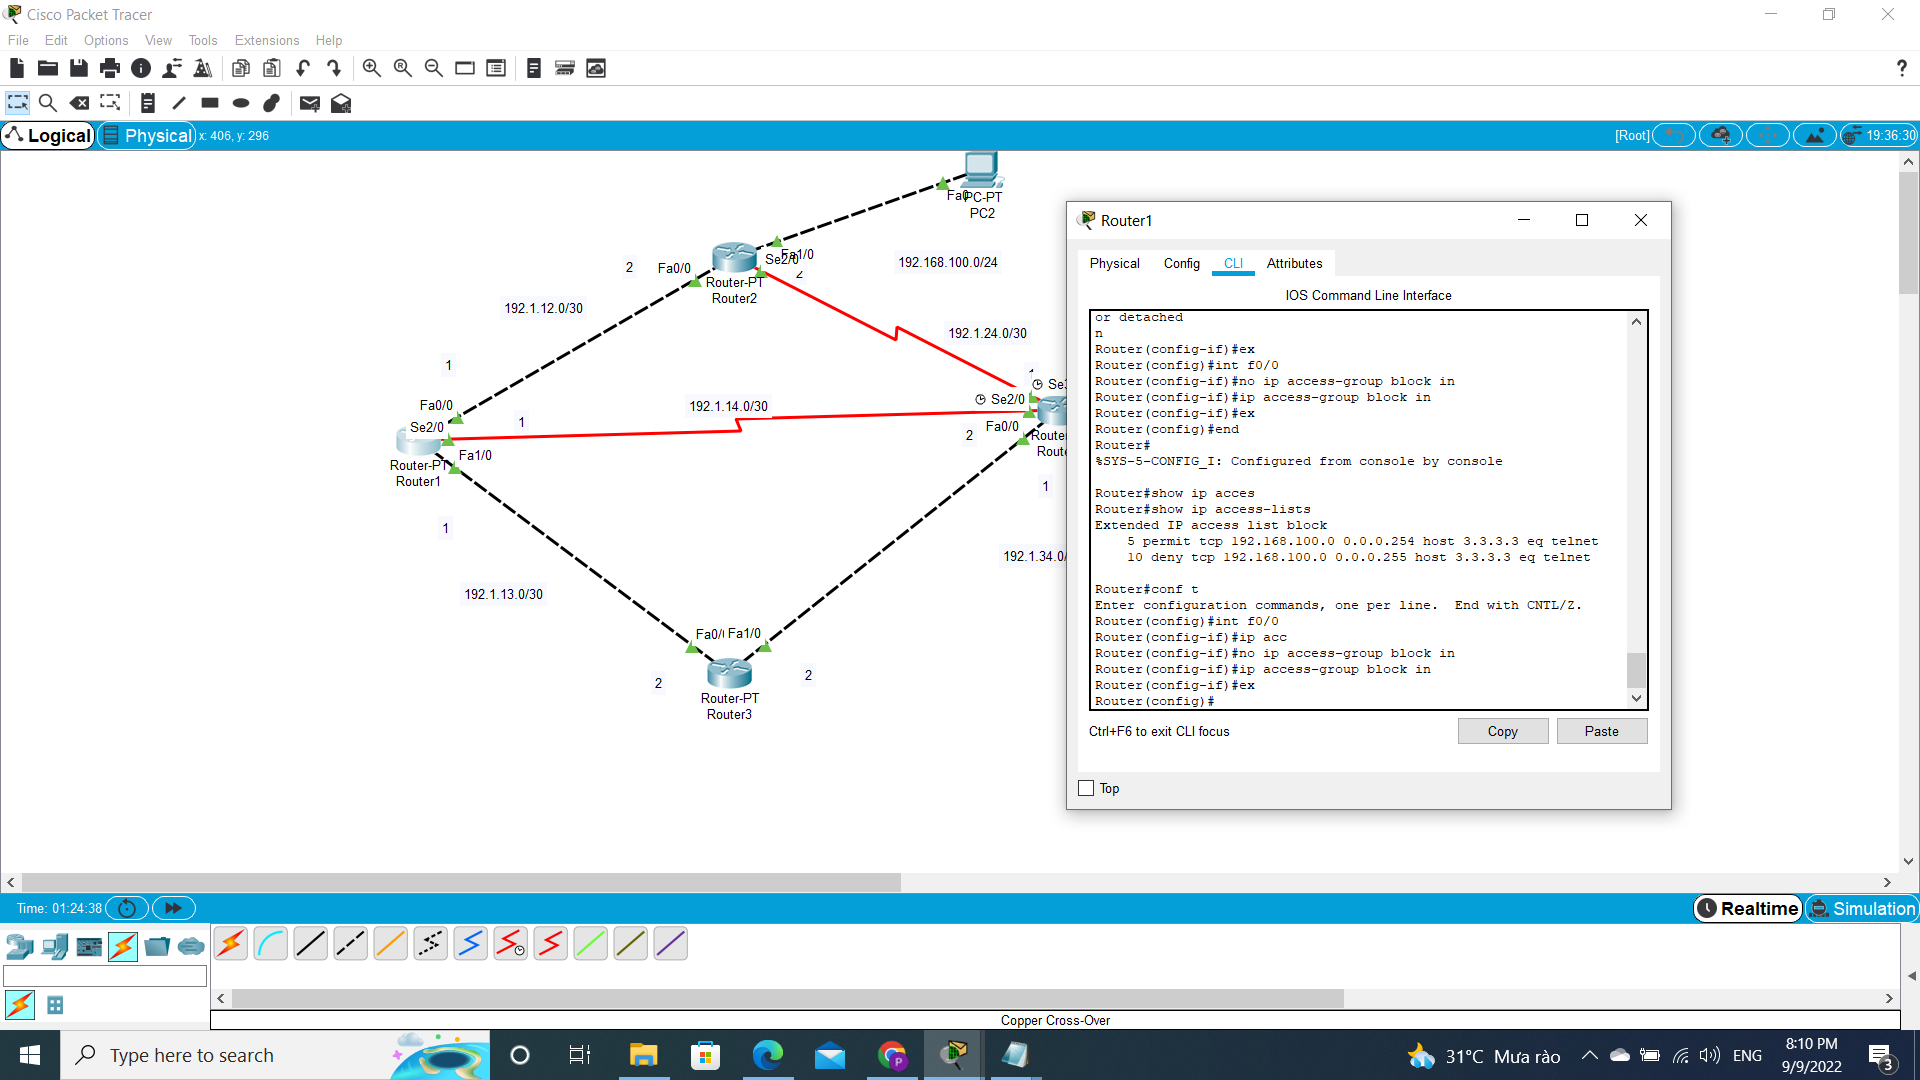 Cisco Packet Tracer
File Edit Options View Tools Extensions Help
Logical
Physical
x: 406, y: 296
[Root]
19:36:30
PC-PT
PC2
Fa0
Fa1/0
Se2/0
2
Fa0/0
2
Router-PT
Router2
192.168.100.0/24
192.1.12.0/30
192.1.24.0/30
1
Fa0/0
Se2/0
1
Fa1/0
Router-PT
Router1
192.1.14.0/30
Se2/0
Fa0/0
2
1
1
192.1.13.0/30
192.1.34.0/
Fa0/ Fa1/0
2
2
Router-PT
Router3
Router1
Physical Config CLI Attributes
IOS Command Line Interface
or detached
n
Router(config-if)#ex
Router(config)#int f0/0
Router(config-if)#no ip access-group block in
Router(config-if)#ip access-group block in
Router(config-if)#ex
Router(config)#end
Router#
%SYS-5-CONFIG_I: Configured from console by console
Router#show ip acces
Router#show ip access-lists
Extended IP access list block
5 permit tcp 192.168.100.0 0.0.0.254 host 3.3.3.3 eq telnet
10 deny tcp 192.168.100.0 0.0.0.255 host 3.3.3.3 eq telnet
Router#conf t
Enter configuration commands, one per line. End with CNTL/Z.
Router(config)#int f0/0
Router(config-if)#ip acc
Router(config-if)#no ip access-group block in
Router(config-if)#ip access-group block in
Router(config-if)#ex
Router(config)#
Ctrl+F6 to exit CLI focus
Copy
Paste
Top
Time: 01:24:38
Realtime
Simulation
Copper Cross-Over
Type here to search
31°C Mưa rào
ENG
8:10 PM
9/9/2022
3